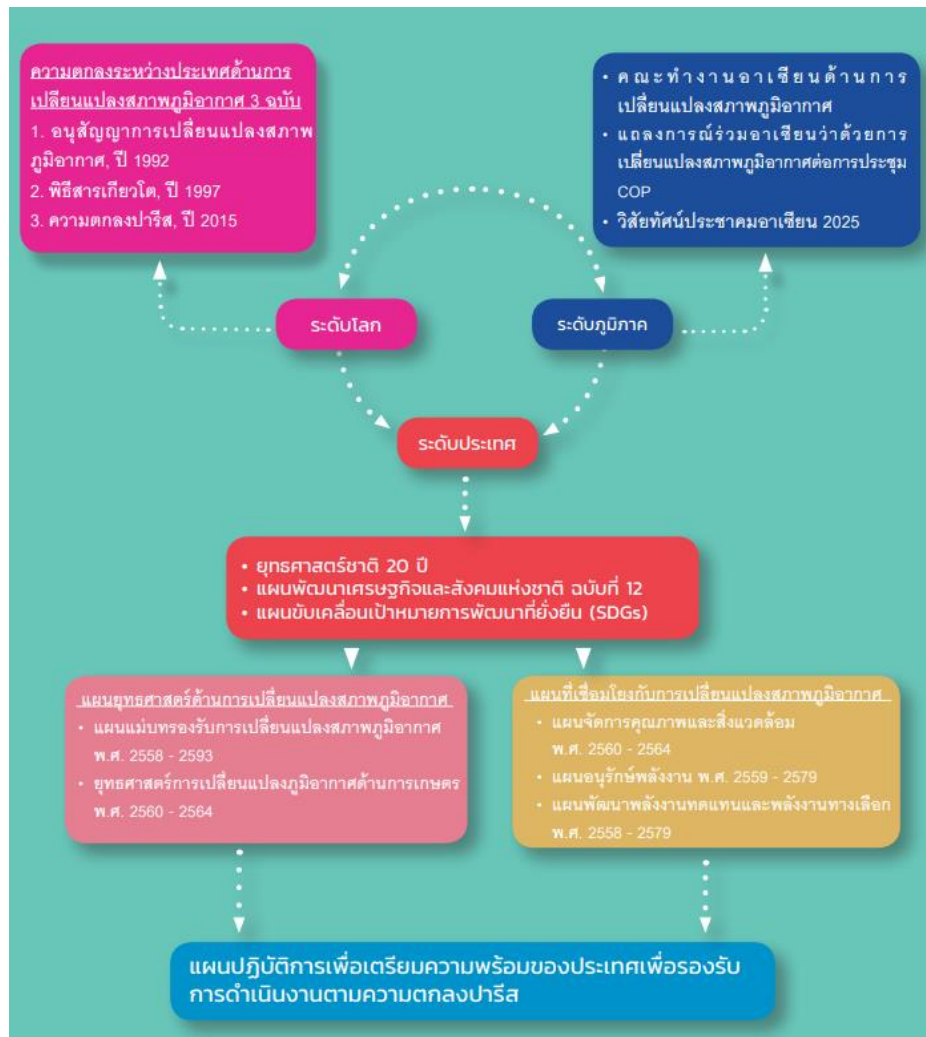 ความตกลงระหว่างประเทศด้านการ
เปลี่ยนแปลงสภาพภูมิอากาศ 3 ฉบับ
1. อนุสัญญาการเปลี่ยนแปลงสภาพ
ภูมิอากาศ, ปี 1992
2. พิธีสารเกียวโต, ปี 1997
3. ความตกลงปารีส, ปี 2015
• คณะทำงานอาเซียนด้านการ
เปลี่ยนแปลงสภาพภูมิอากาศ
• แถลงการณ์ร่วมอาเซียนว่าด้วยการ
เปลี่ยนแปลงสภาพภูมิอากาศต่อการประชุม
COP
• วิสัยทัศน์ประชาคมอาเซียน 2025
ระดับโลก
ระดับภูมิภาค
ระดับประเทศ
• ยุทธศาสตร์ชาติ 20 ปี
• แผนพัฒนาเศรษฐกิจและสังคมแห่งชาติ ฉบับที่ 12
• แผนขับเคลื่อนเป้าหมายการพัฒนาที่ยั่งยืน (SDGs)
แผนยุทธศาสตร์ด้านการเปลี่ยนแปลงสภาพภูมิอากาศ
• แผนแม่บทรองรับการเปลี่ยนแปลงสภาพภูมิอากาศ
พ.ศ. 2558 - 2593
• ยุทธศาสตร์การเปลี่ยนแปลงภูมิอากาศด้านการเกษตร
พ.ศ. 2560 - 2564
แผนที่เชื่อมโยงกับการเปลี่ยนแปลงสภาพภูมิอากาศ
• แผนจัดการคุณภาพและสิ่งแวดล้อม
พ.ศ. 2560 - 2564
• แผนอนุรักษ์พลังงาน พ.ศ. 2559 - 2579
• แผนพัฒนาพลังงานทดแทนและพลังงานทางเลือก
พ.ศ. 2558 - 2579
แผนปฏิบัติการเพื่อเตรียมความพร้อมของประเทศเพื่อรองรับ
การดำเนินงานตามความตกลงปารีส